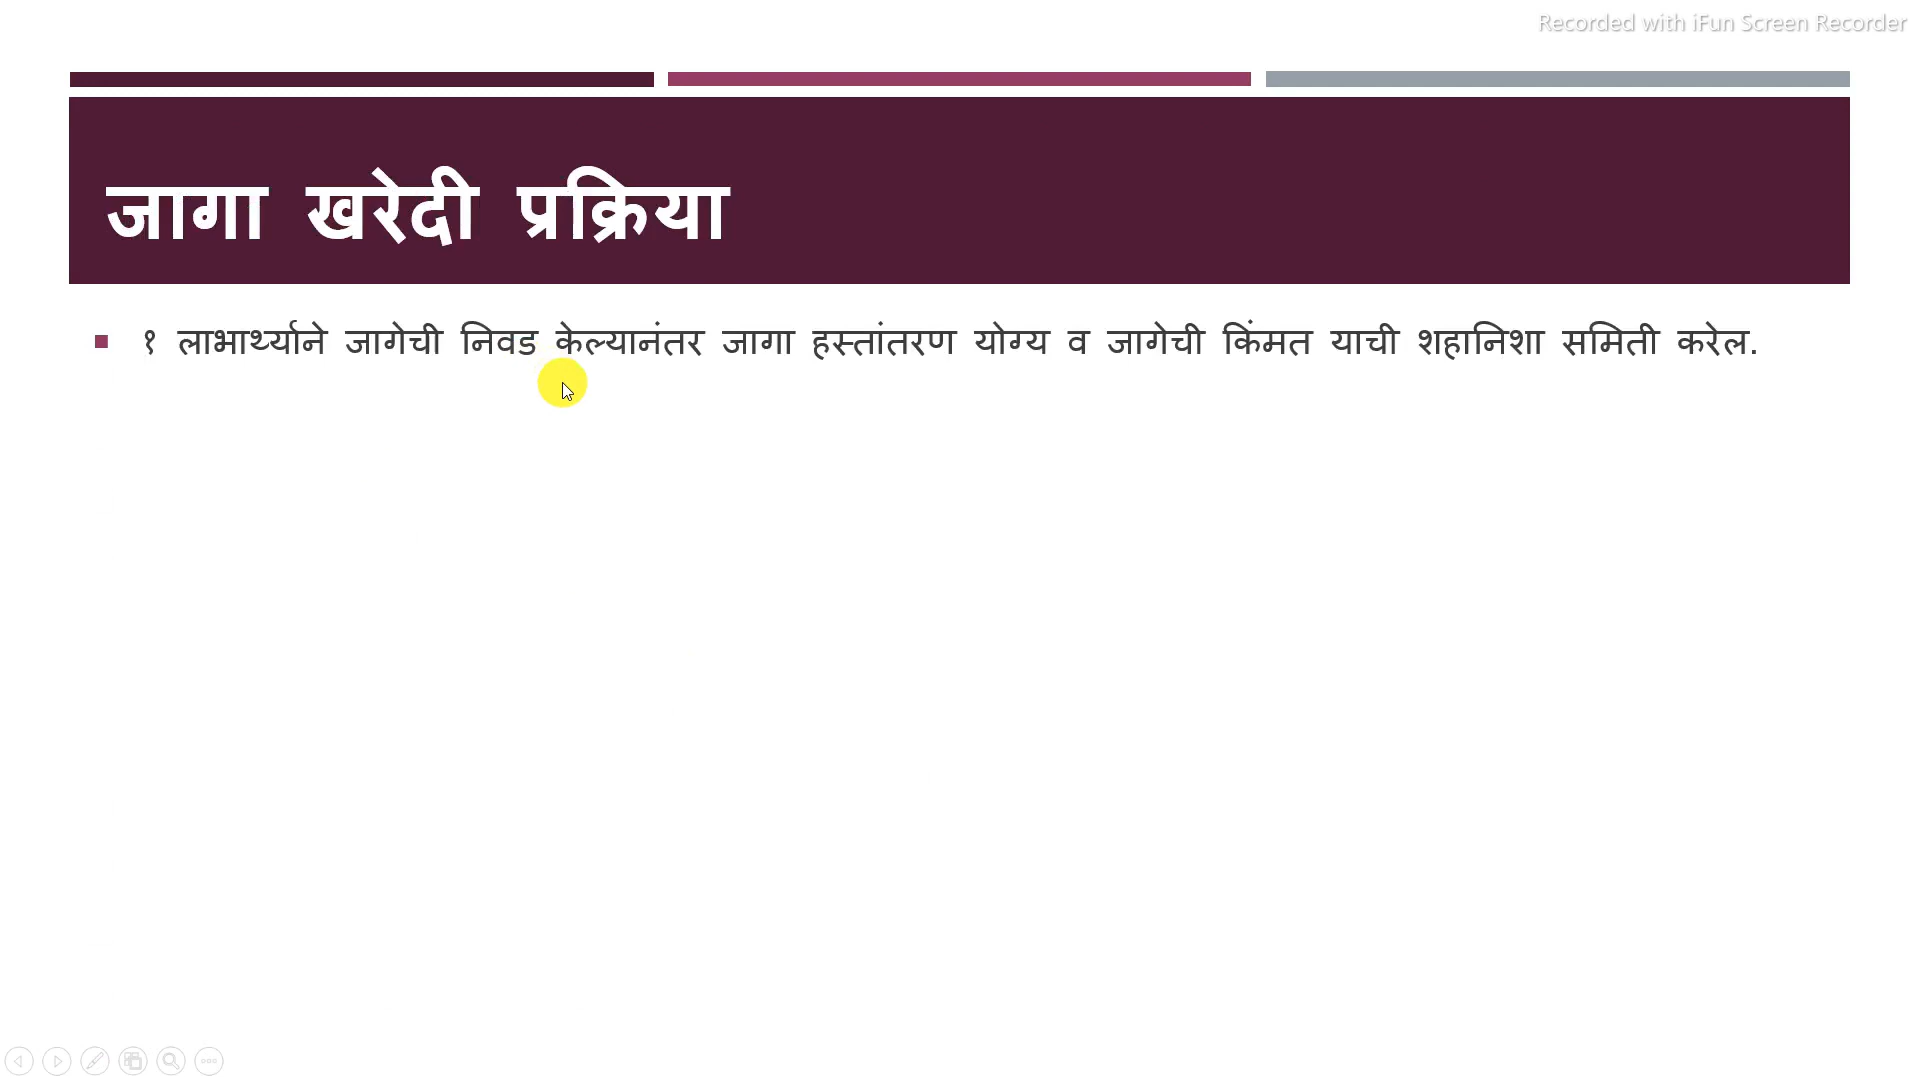 Recorded with iFun Screen Recorder
जागा खरेदी प्रक्रिया
१ लाभार्थ्याने जागेची निवड केल्यानंतर जागा हस्तांतरण योग्य व जागेची किंमत याची शहानिशा समिती करेल.